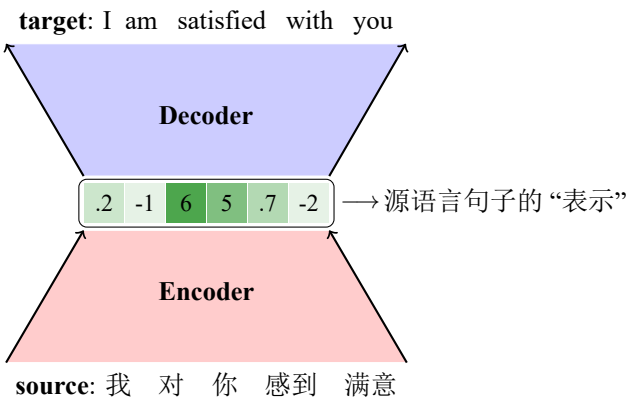 target: I am satisfied with you
Decoder
.2 -1 6 5 .7 -2 源语言句子的 “表示”
Encoder
source: 我 对 你 感到 满意